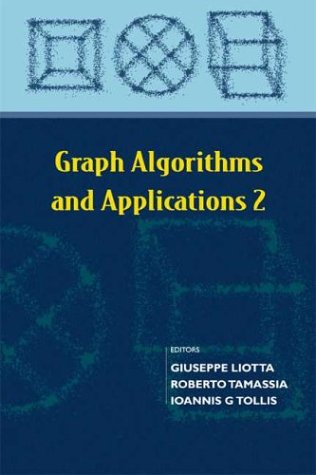 Graph Algorithms
and Applications 2
EDITORS
GIUSEPPE LIOTTA
ROBERTO TAMASSIA
IOANNIS G TOLLIS